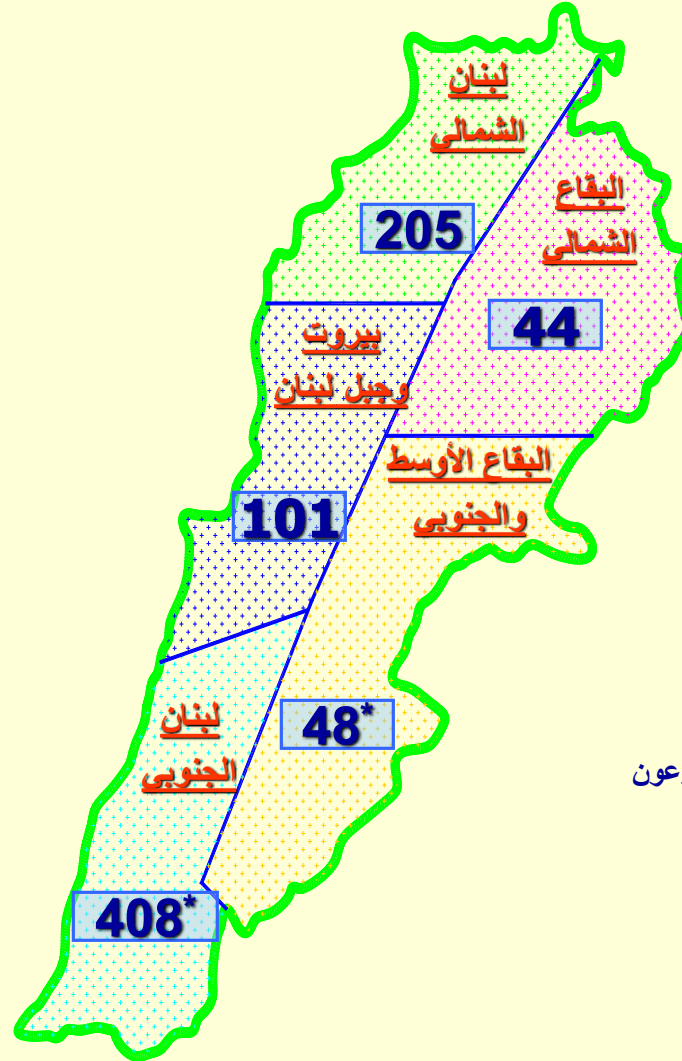 لبنان
الشمالي
205
البقاع
الشمالي
44
بيروت
وجبل لبنان
101
البقاع الأوسط
والجنوبي
48*
لبنان
الجنوبي
408*